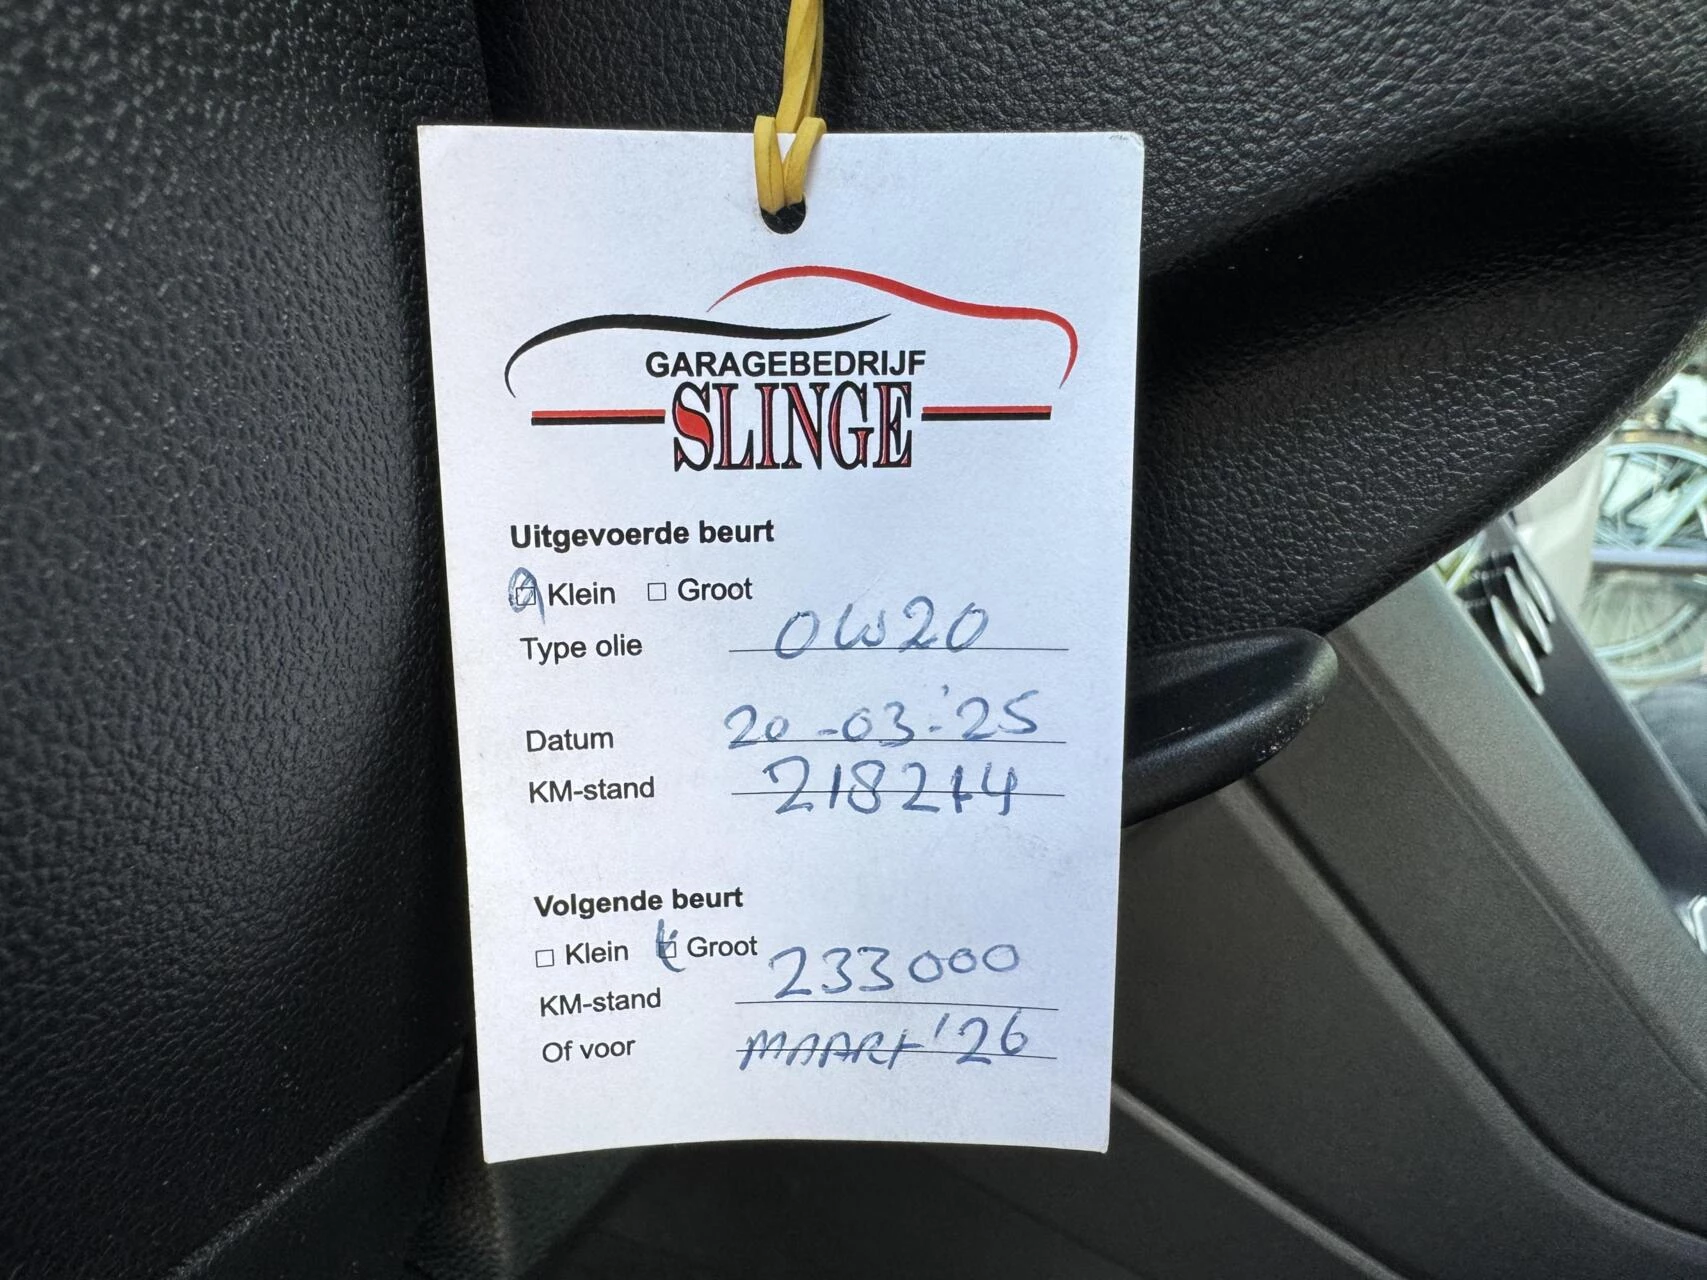 GARAGEBEDRIJF
SLINGE
Uitgevoerde beurt
Klein Groot
Type olie 0W20
Datum 20-03-'25
KM-stand 218214
Volgende beurt
Klein Groot
KM-stand 233000
Of voor MAART '26